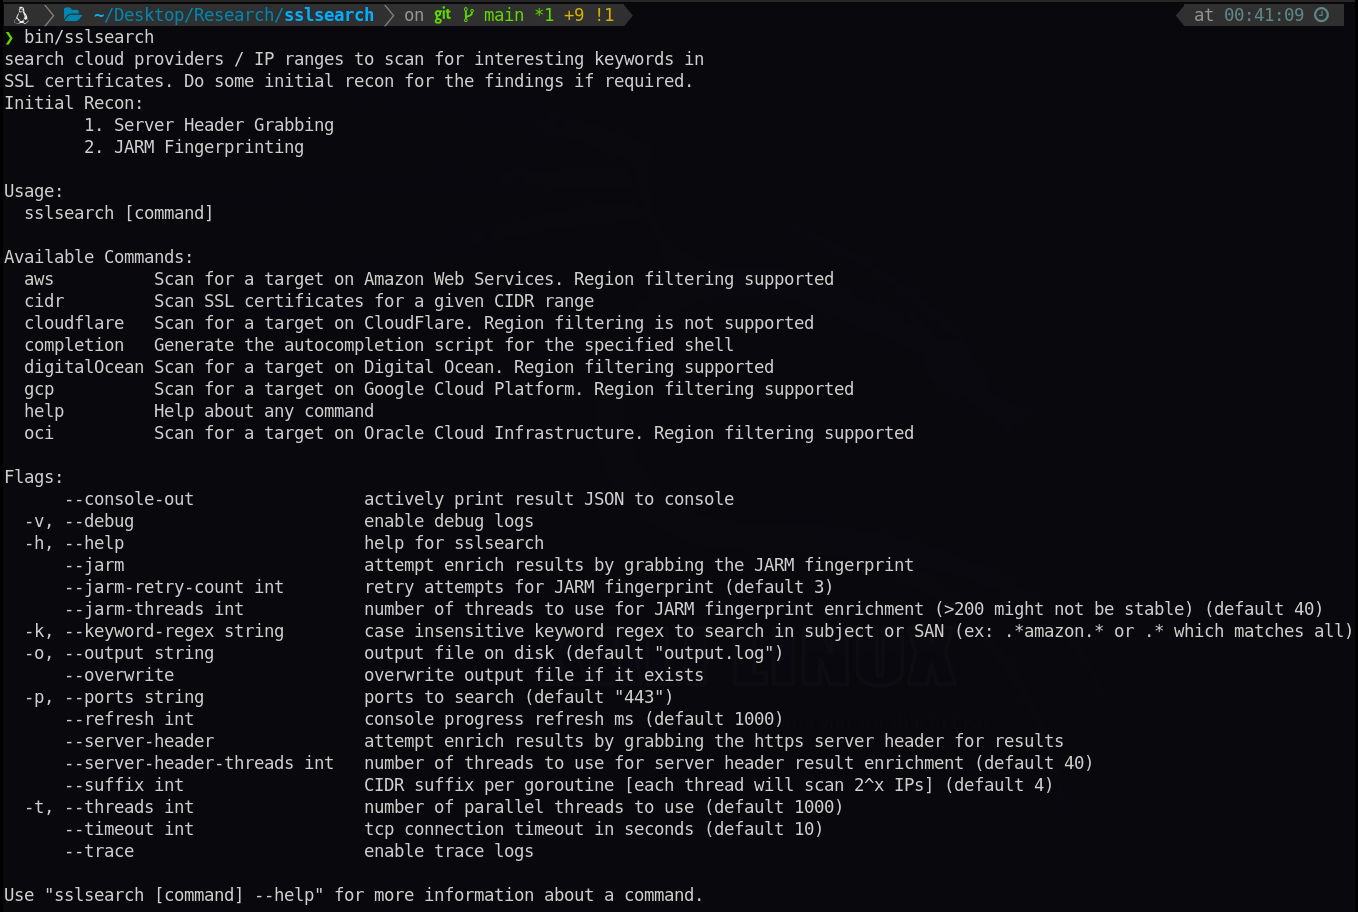 ~/Desktop/Research/sslsearch on git main *1 +9 !1 at 00:41:09
❯ bin/sslsearch
search cloud providers / IP ranges to scan for interesting keywords in
SSL certificates. Do some initial recon for the findings if required.
Initial Recon:
        1. Server Header Grabbing
        2. JARM Fingerprinting

Usage:
  sslsearch [command]

Available Commands:
  aws          Scan for a target on Amazon Web Services. Region filtering supported
  cidr         Scan SSL certificates for a given CIDR range
  cloudflare   Scan for a target on CloudFlare. Region filtering is not supported
  completion   Generate the autocompletion script for the specified shell
  digitalOcean Scan for a target on Digital Ocean. Region filtering supported
  gcp          Scan for a target on Google Cloud Platform. Region filtering supported
  help         Help about any command
  oci          Scan for a target on Oracle Cloud Infrastructure. Region filtering supported

Flags:
      --console-out                 actively print result JSON to console
  -v, --debug                       enable debug logs
  -h, --help                        help for sslsearch
      --jarm                        attempt enrich results by grabbing the JARM fingerprint
      --jarm-retry-count int        retry attempts for JARM fingerprint (default 3)
      --jarm-threads int            number of threads to use for JARM fingerprint enrichment (>200 might not be stable) (default 40)
  -k, --keyword-regex string        case insensitive keyword regex to search in subject or SAN (ex: .*amazon.* or .* which matches all)
  -o, --output string               output file on disk (default "output.log")
      --overwrite                   overwrite output file if it exists
  -p, --ports string                ports to search (default "443")
      --refresh int                 console progress refresh ms (default 1000)
      --server-header               attempt enrich results by grabbing the https server header for results
      --server-header-threads int   number of threads to use for server header result enrichment (default 40)
      --suffix int                  CIDR suffix per goroutine [each thread will scan 2^x IPs] (default 4)
  -t, --threads int                 number of parallel threads to use (default 1000)
      --timeout int                 tcp connection timeout in seconds (default 10)
      --trace                       enable trace logs

Use "sslsearch [command] --help" for more information about a command.
LINUX